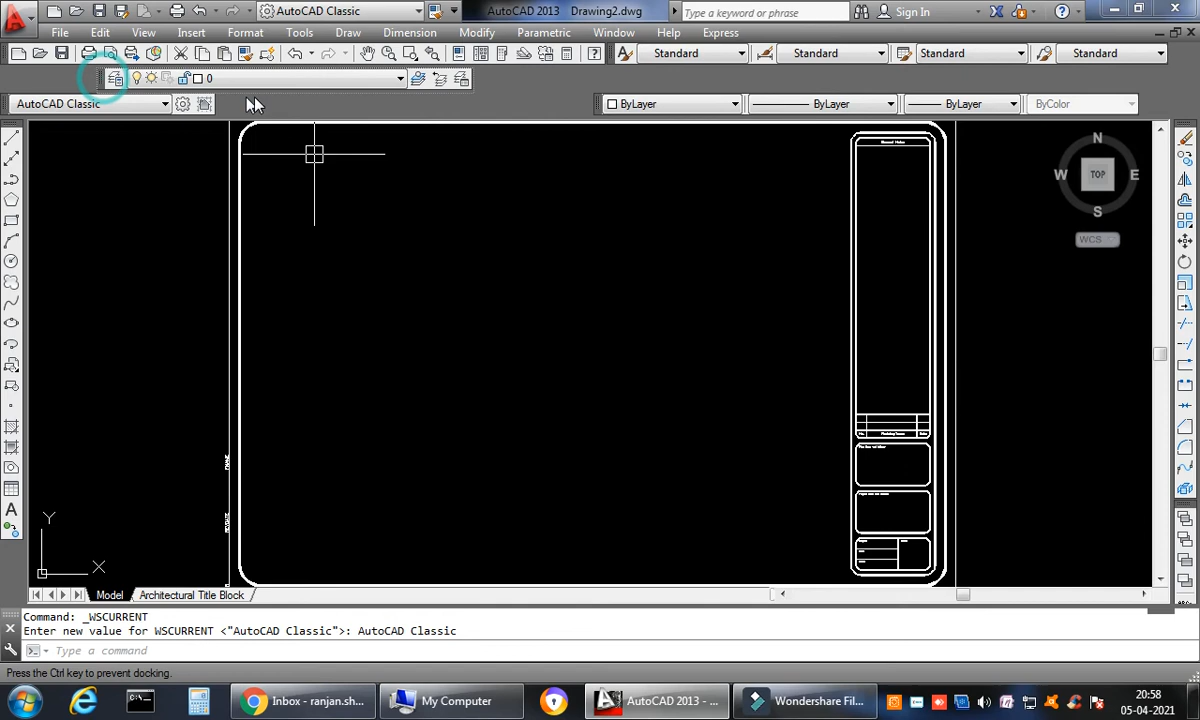 AutoCAD Classic
AutoCAD 2013 Drawing2.dwg
Type a keyword or phrase
Sign In
File Edit View Insert Format Tools Draw Dimension Modify Parametric Window Help Express
Standard Standard Standard Standard
0
AutoCAD Classic
ByLayer ByLayer ByLayer ByColor
N
W TOP E
S
WCS
Y
X
Model Architectural Title Block
Command: _WSCURRENT
Enter new value for WSCURRENT <"AutoCAD Classic">: AutoCAD Classic
Type a command
Press the Ctrl key to prevent docking.
Inbox - ranjan.sh... My Computer AutoCAD 2013 - ... Wondershare Fil...
20:58
05-04-2021